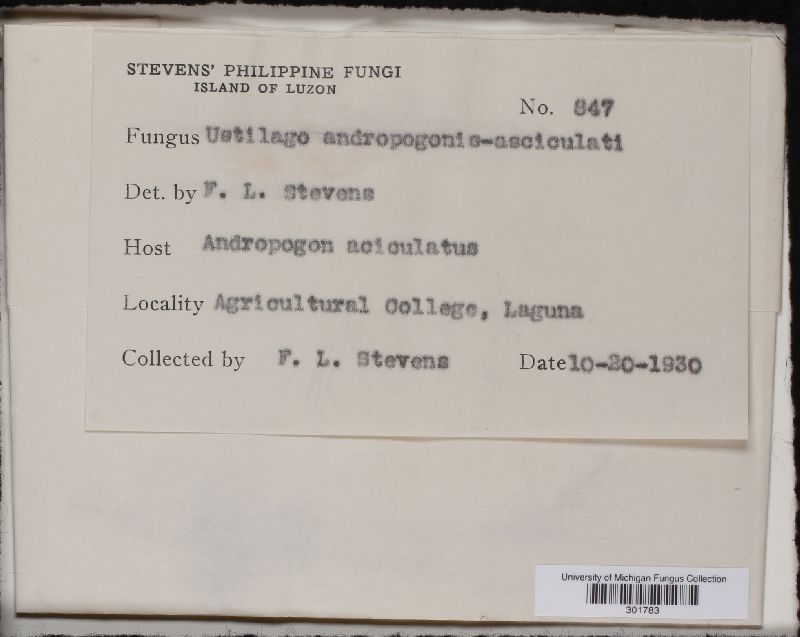 STEVENS' PHILIPPINE FUNGI
ISLAND OF LUZON
No. 847
Fungus Ustilago andropogonis-asciculati
Det. by F. L. Stevens
Host Andropogon aciculatus
Locality Agricultural College, Laguna
Collected by F. L. Stevens Date 10-20-1930
University of Michigan Fungus Collection
301783